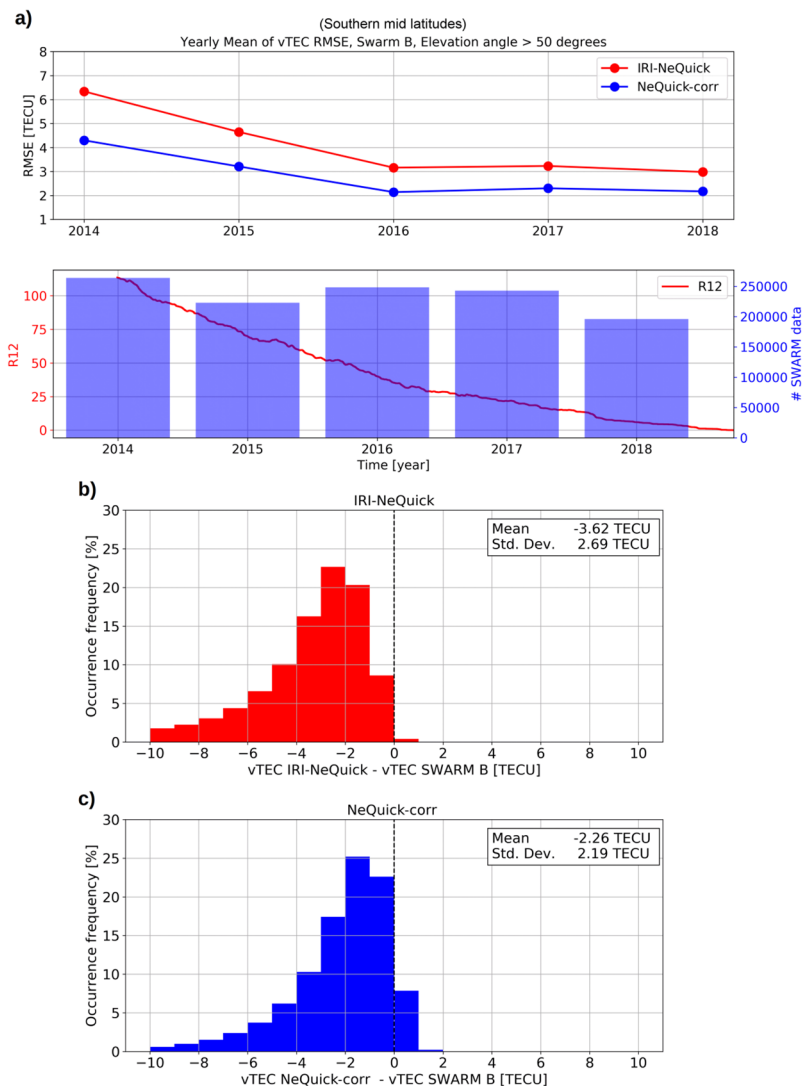 a)
(Southern mid latitudes)
Yearly Mean of vTEC RMSE, Swarm B, Elevation angle > 50 degrees
8
7
6
5
4
3
2
1
RMSE [TECU]
IRI-NeQuick
NeQuick-corr
2014 2015 2016 2017 2018
100
75
50
25
0
R12
R12
250000
200000
150000
100000
50000
0
# SWARM data
2014 2015 2016 2017 2018
Time [year]
b)
IRI-NeQuick
30
25
20
15
10
5
0
Occurrence frequency [%]
Mean -3.62 TECU
Std. Dev. 2.69 TECU
−10 −8 −6 −4 −2 0 2 4 6 8 10
vTEC IRI-NeQuick - vTEC SWARM B [TECU]
c)
NeQuick-corr
30
25
20
15
10
5
0
Occurrence frequency [%]
Mean -2.26 TECU
Std. Dev. 2.19 TECU
−10 −8 −6 −4 −2 0 2 4 6 8 10
vTEC NeQuick-corr - vTEC SWARM B [TECU]